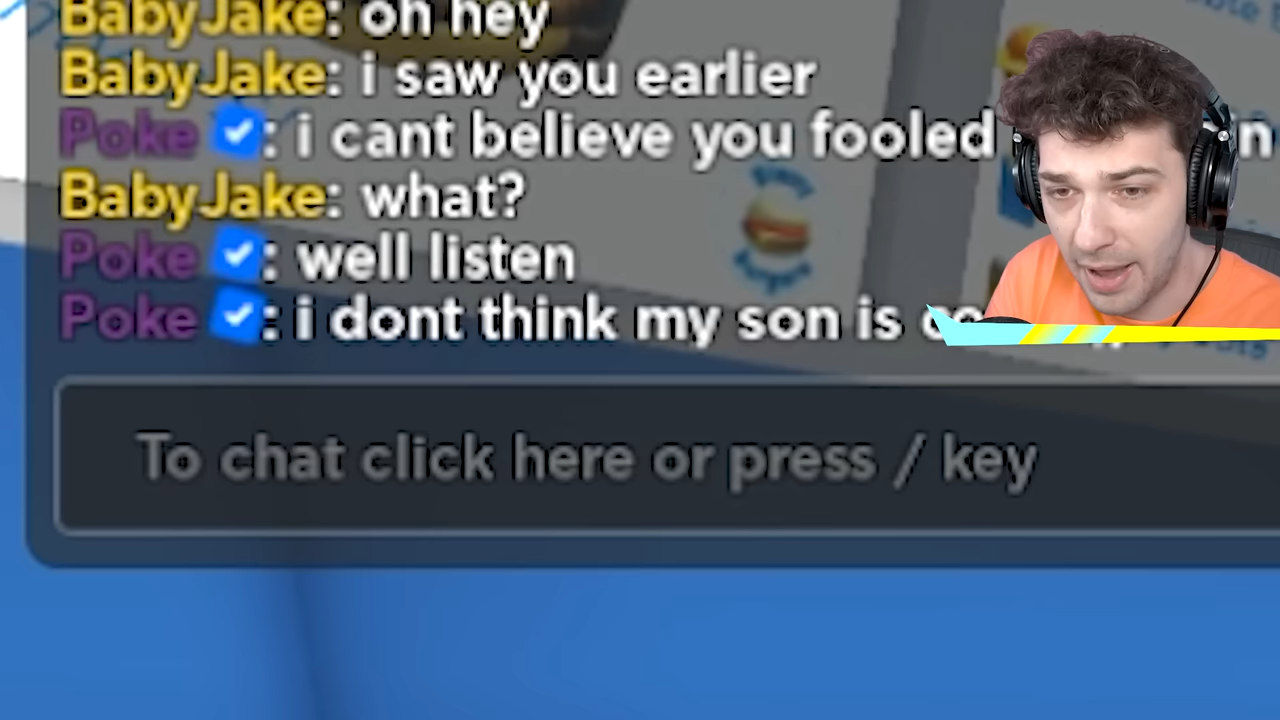 BabyJake: oh hey
BabyJake: i saw you earlier
Poke : i cant believe you fooled
BabyJake: what?
Poke : well listen
Poke : i dont think my son is
To chat click here or press / key